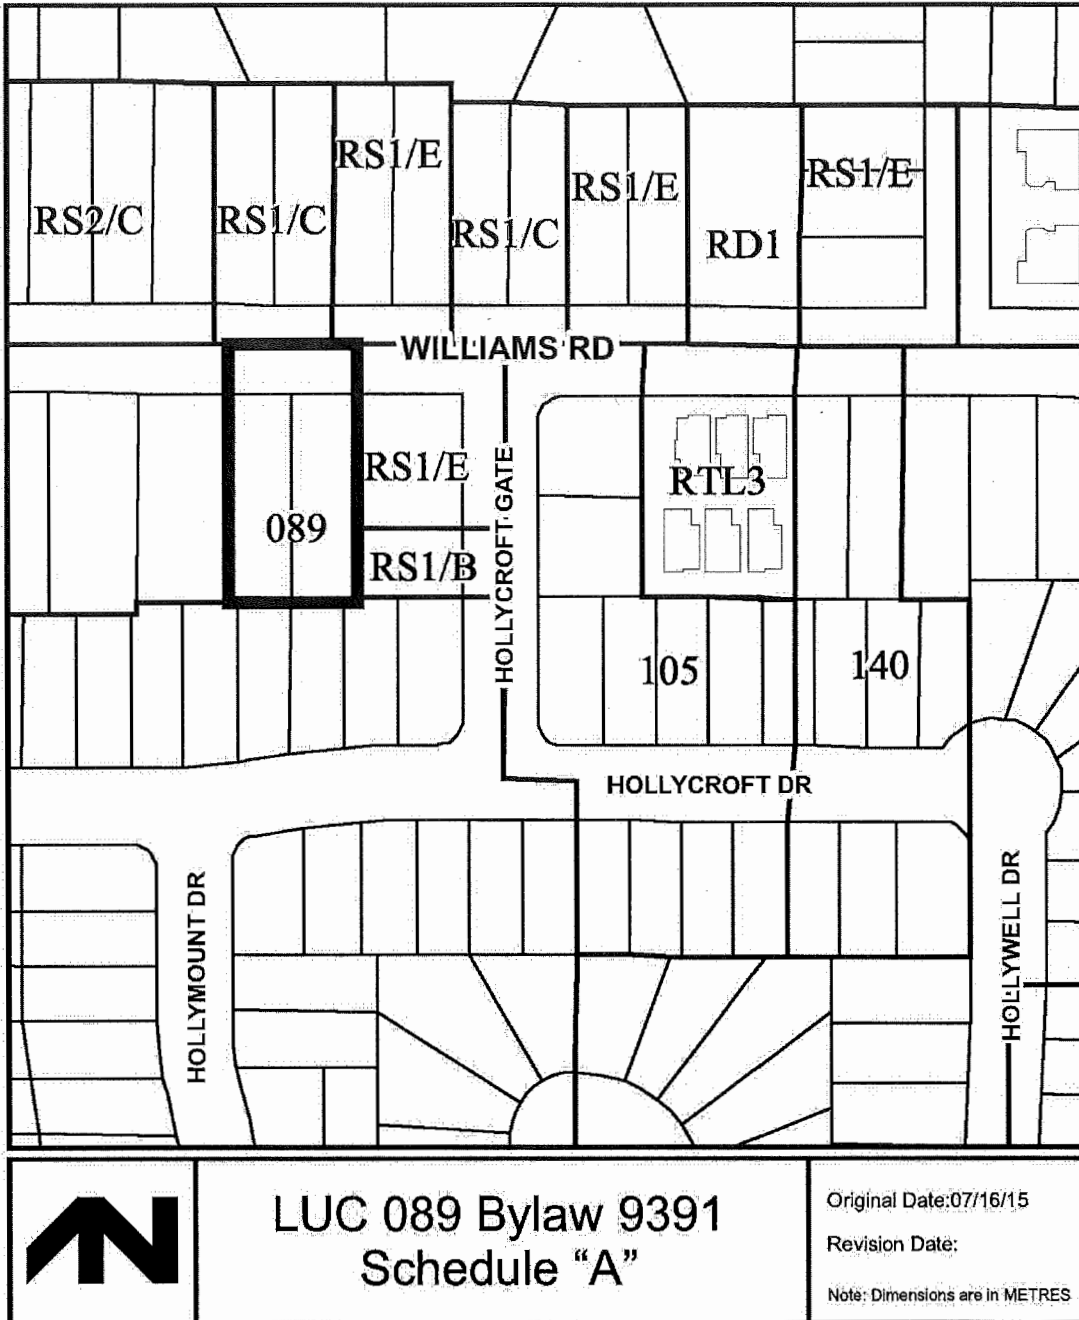 RS1/E
RS1/E
RS1/E
RS2/C
RS1/C
RS1/C
RD1
WILLIAMS RD
RS1/E
HOLLYCROFT GATE
RTL3
089
RS1/B
105
140
HOLLYCROFT DR
HOLLYMOUNT DR
HOLLYWELL DR
LUC 089 Bylaw 9391
Schedule “A”
Original Date:07/16/15
Revision Date:
Note: Dimensions are in METRES